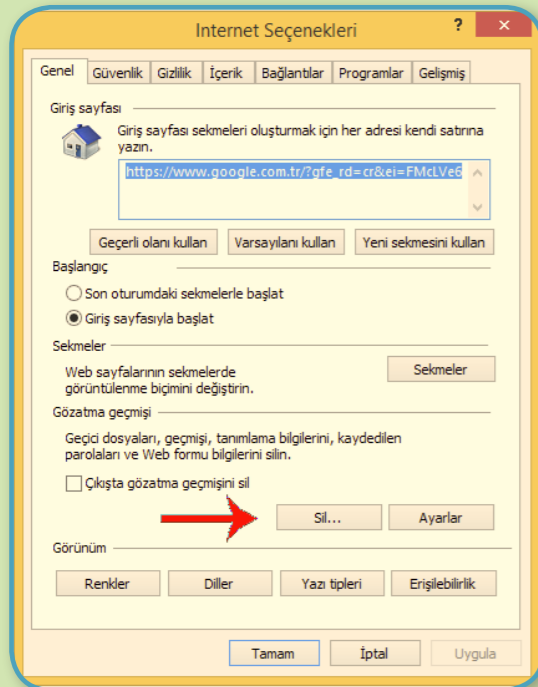 Internet Seçenekleri
?
×
Genel Güvenlik Gizlilik İçerik Bağlantılar Programlar Gelişmiş
Giriş sayfası
Giriş sayfası sekmeleri oluşturmak için her adresi kendi satırına
yazın.
https://www.google.com.tr/?gfe_rd=cr&ei=FMcLVe6
Geçerli olanı kullan Varsayılanı kullan Yeni sekmesini kullan
Başlangıç
Son oturumdaki sekmelerle başlat
Giriş sayfasıyla başlat
Sekmeler
Web sayfalarının sekmelerde
görüntülenme biçimini değiştirin.
Sekmeler
Gözatma geçmişi
Geçici dosyaları, geçmişi, tanımlama bilgilerini, kaydedilen
parolaları ve Web formu bilgilerini silin.
Çıkışta gözatma geçmişini sil
Sil... Ayarlar
Görünüm
Renkler Diller Yazı tipleri Erişilebilirlik
Tamam İptal Uygula